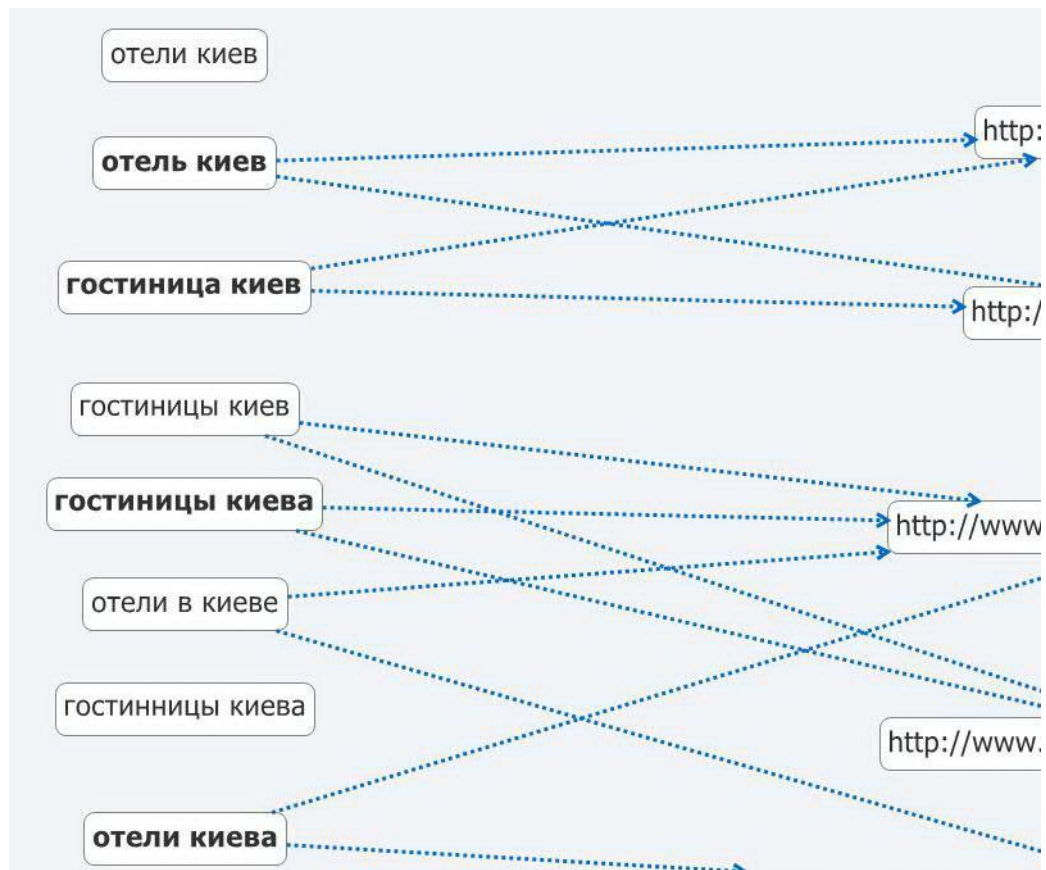 отели киев
отель киев
http:
гостиница киев
http:/
гостиницы киев
гостиницы киева
http://www
отели в киеве
гостинницы киева
http://www.
отели киева